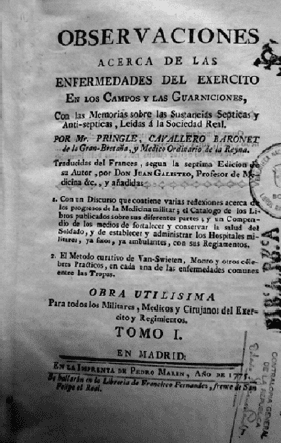 OBSERVACIONES
ACERCA DE LAS
ENFERMEDADES DEL EXERCITO
EN LOS CAMPOS Y LAS GUARNICIONES,
Con las Memorias sobre las Sustancias Septicas y
Anti-septicas, Leidas á la Sociedad Real,
POR Mr. PRINGLE, CAVALLERO BARONET
de la Gran-Bretaña, y Medico Ordinario de la Reyna.
Traducidas del Frances, segun la septima Edicion de
su Autor, por DON JUAN GALISTEO, Profesor de Me-
dicina &c., y añadidas:
1. Con un Discurso que contiene varias reflexiones acerca de
los progresos de la Medicina militar; el Catalogo de los Li-
bros publicados sobre sus diferentes partes; y un Compen-
dio de los medios de fortalecer y conservar la salud del
Soldado, y de establecer y administrar los Hospitales mi-
litares, ya fixos, ya ambulantes, con sus Reglamentos.
2. El Metodo curativo de Van-Swieten, Monro y otros céle-
bres Practicos, en cada una de las enfermedades comunes
entre las Tropas.
OBRA UTILISIMA
Para todos los Militares, Medicos y Cirujanos del Exer-
cito y Regimientos.
TOMO I.
EN MADRID:
EN LA IMPRENTA DE PEDRO MARIN, AÑO DE
Se hallarán en la Libreria de Francisco Fernandez, frente de San
Felipe el Real.